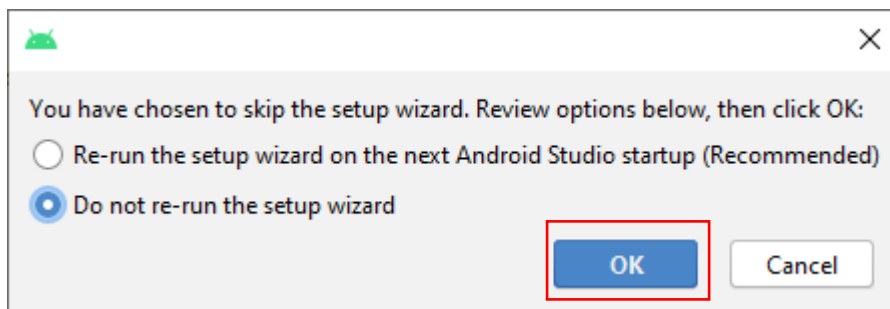 You have chosen to skip the setup wizard. Review options below, then click OK:
Re-run the setup wizard on the next Android Studio startup (Recommended)
Do not re-run the setup wizard
OK
Cancel